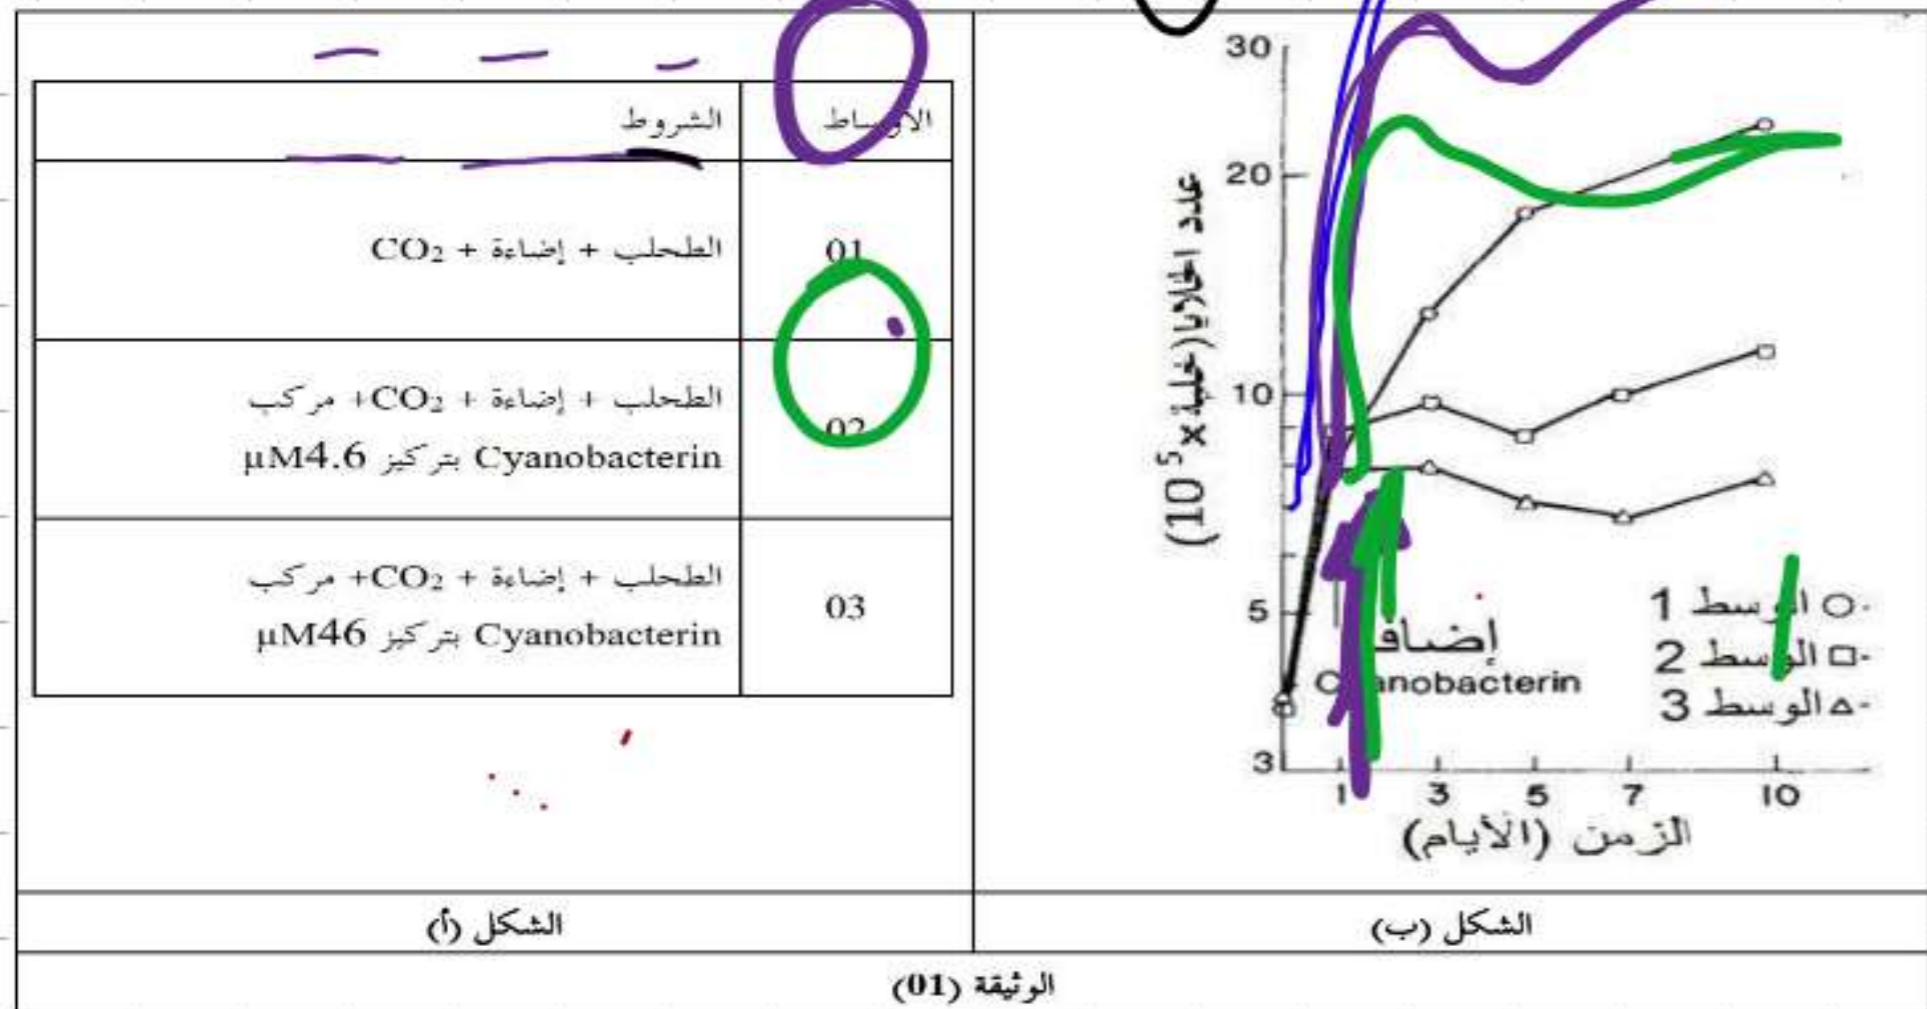 الأوساط
الشروط
01
الطحلب + إضاءة + CO₂
02
الطحلب + إضاءة + CO₂+ مركب
Cyanobacterin بتركيز 4.6µM
03
الطحلب + إضاءة + CO₂+ مركب
Cyanobacterin بتركيز 46µM
الشكل (أ)
عدد الخلايا (خلية x 10⁵)
30
20
10
5
3
1 3 5 7 10
الزمن (الأيام)
إضافة
Cyanobacterin
الوسط 1
الوسط 2
الوسط 3
الشكل (ب)
الوثيقة (01)